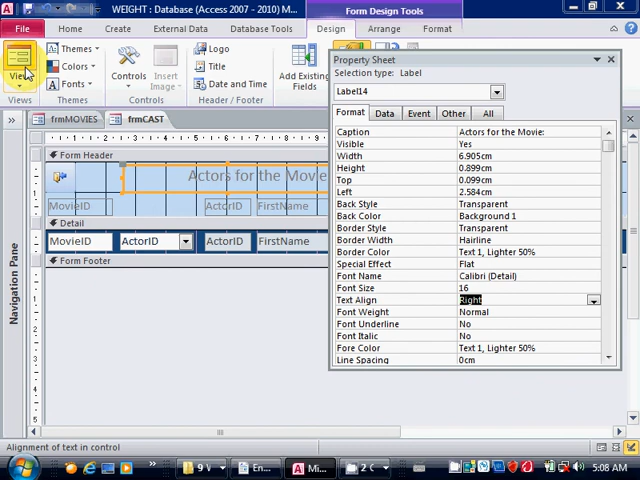 WEIGHT : Database (Access 2007 - 2010) M...
Form Design Tools
File
Home
Create
External Data
Database Tools
Design
Arrange
Format
View
Views
Themes
Colors
Fonts
Themes
Controls
Insert
Image
Controls
Logo
Title
Date and Time
Header / Footer
Add Existing
Fields
Property Sheet
Selection type: Label
Label14
Format
Data
Event
Other
All
Caption Actors for the Movie:
Visible Yes
Width 6.905cm
Height 0.899cm
Top 0.099cm
Left 2.584cm
Back Style Transparent
Back Color Background 1
Border Style Transparent
Border Width Hairline
Border Color Text 1, Lighter 50%
Special Effect Flat
Font Name Calibri (Detail)
Font Size 16
Text Align Right
Font Weight Normal
Font Underline No
Font Italic No
Fore Color Text 1, Lighter 50%
Line Spacing 0cm
frmMOVIES
frmCAST
Form Header
Actors for the Movie
MovieID
ActorID
FirstName
Detail
MovieID
ActorID
ActorID
FirstName
Form Footer
Navigation Pane
Alignment of text in control
9 V
En...
Mi...
2 C
5:08 AM